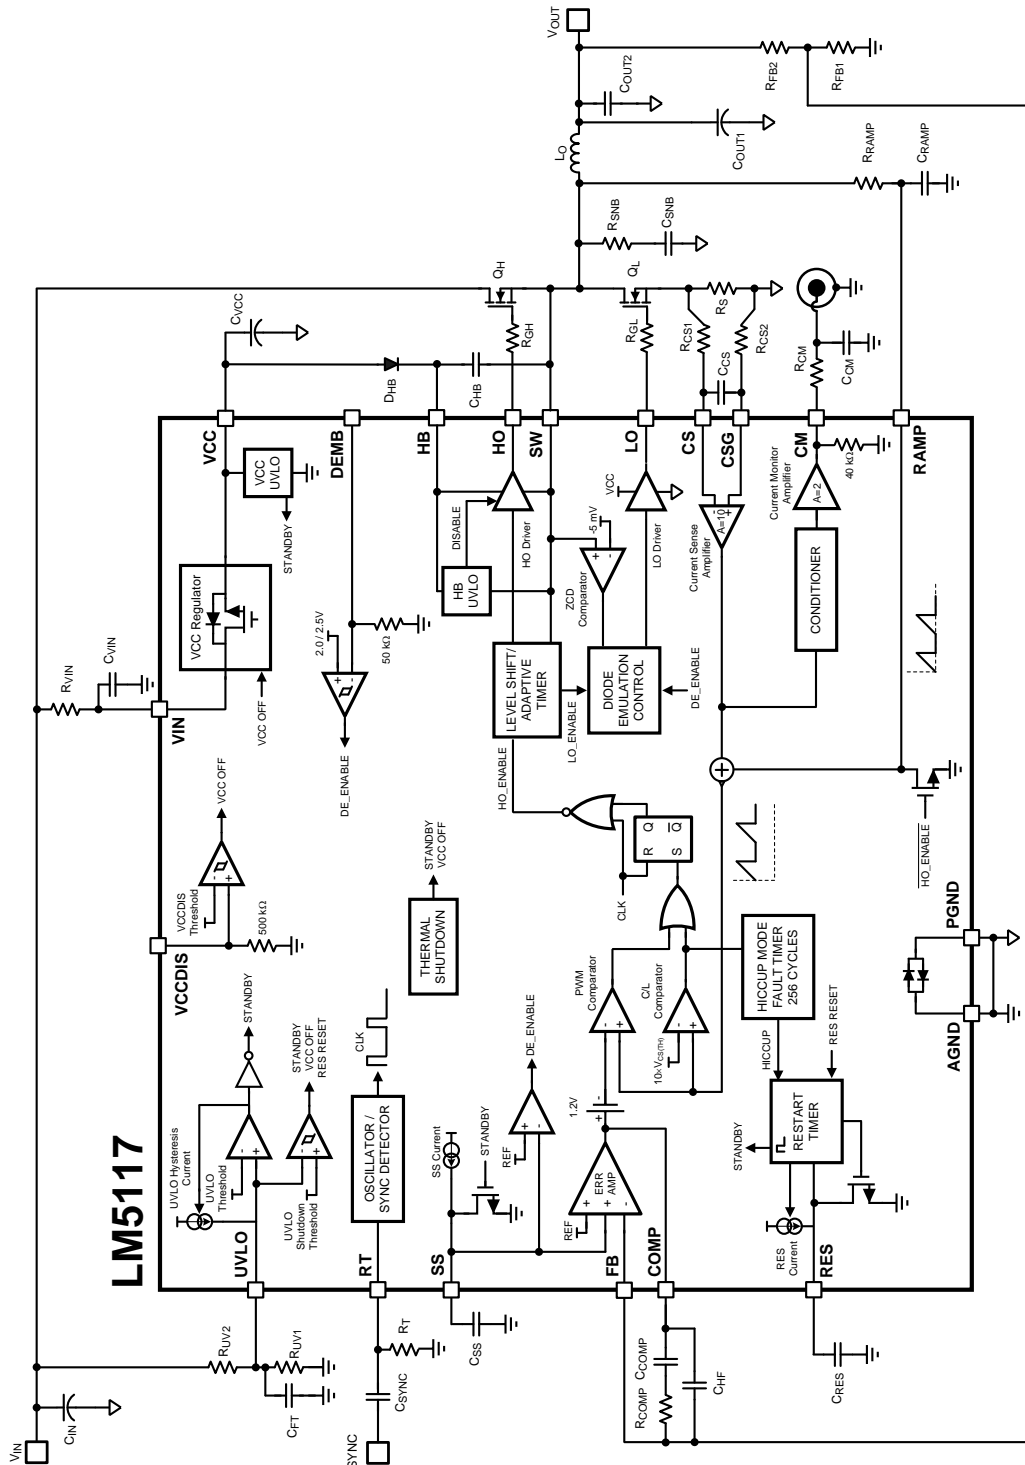 LM5117
VIN
CIN
RUV2
RUV1
CFT
UVLO
UVLO Hysteresis
Current
UVLO
Threshold
STANDBY
UVLO
Shutdown
Threshold
STANDBY
VCC OFF
RES RESET
VCCDIS
VCCDIS
Threshold
500 kΩ
-
+
VCC OFF
VIN
RVIN
CVIN
VCC Regulator
VCC OFF
VCC
UVLO
STANDBY
VCC
CVCC
DHB
DEMB
2.0 / 2.5V
50 kΩ
+
-
DE_ENABLE
HB
CHB
HB
UVLO
DISABLE
HO Driver
HO
RGH
QH
SW
LEVEL SHIFT/
ADAPTIVE
TIMER
HO_ENABLE
LO_ENABLE
DIODE
EMULATION
CONTROL
DE_ENABLE
ZCD
Comparator
-5 mV
+
-
VCC
LO Driver
LO
RGL
QL
RSNB
CSNB
LO
COUT1
COUT2
VOUT
RFB2
RFB1
RRAMP
CRAMP
CS
CSG
RCS1
RS
RCS2
CCS
Current Sense
Amplifier
A=10
-
+
CM
RCM
CCM
40 kΩ
Current Monitor
Amplifier
A=2
CONDITIONER
RAMP
HO_ENABLE
SYNC
CSYNC
RT
RT
OSCILLATOR /
SYNC DETECTOR
CLK
THERMAL
SHUTDOWN
STANDBY
VCC OFF
SS
CSS
SS Current
STANDBY
REF
+
-
DE_ENABLE
FB
REF
+
+
-
ERR
AMP
COMP
CCOMP
RCOMP
CHF
1.2V
+
-
PWM
Comparator
-
+
C/L
Comparator
10xVCS(TH)
-
+
CLK
R
Q
S
Q
HICCUP MODE
FAULT TIMER
256 CYCLES
HICCUP
RES RESET
RESTART
TIMER
STANDBY
RES
Current
RES
CRES
AGND
PGND